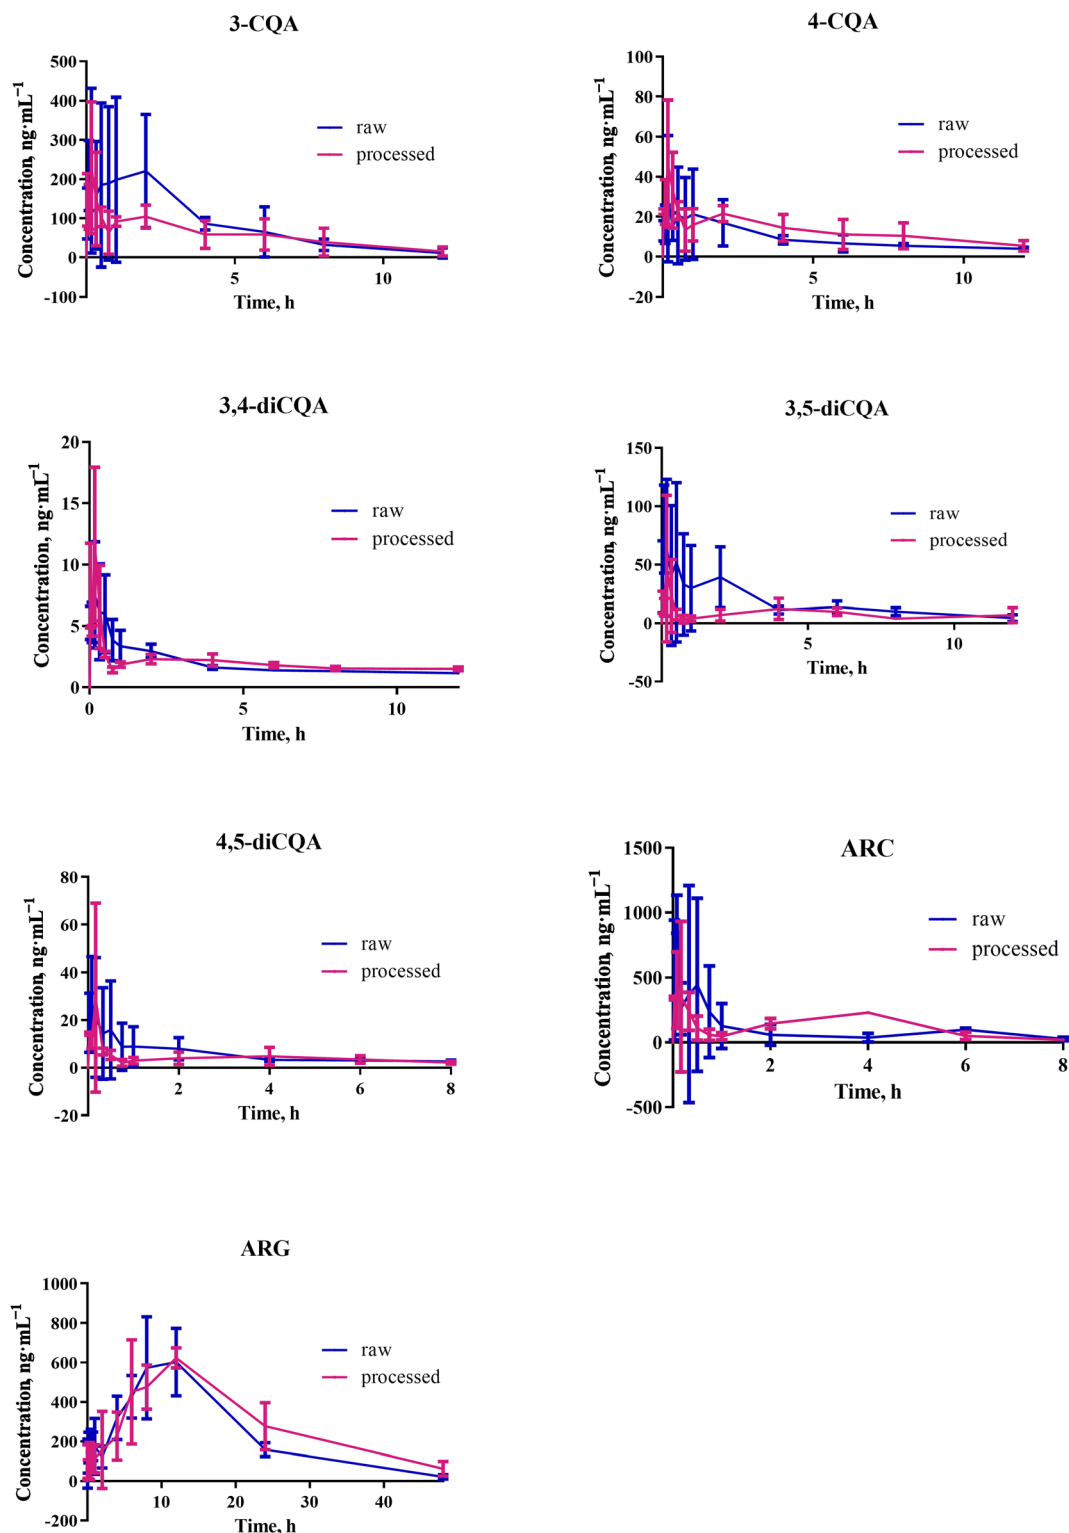 3-CQA
Concentration, ng·mL⁻¹
500
400
300
200
100
0
-100
5
10
Time, h
raw
processed
4-CQA
Concentration, ng·mL⁻¹
100
80
60
40
20
0
-20
5
10
Time, h
raw
processed
3,4-diCQA
Concentration, ng·mL⁻¹
20
15
10
5
0
0
5
10
Time, h
raw
processed
3,5-diCQA
Concentration, ng·mL⁻¹
150
100
50
0
-50
5
10
Time, h
raw
processed
4,5-diCQA
Concentration, ng·mL⁻¹
80
60
40
20
0
-20
2
4
6
8
Time, h
raw
processed
ARC
Concentration, ng·mL⁻¹
1500
1000
500
0
-500
2
4
6
8
Time, h
raw
processed
ARG
Concentration, ng·mL⁻¹
1000
800
600
400
200
0
-200
10
20
30
40
Time, h
raw
processed